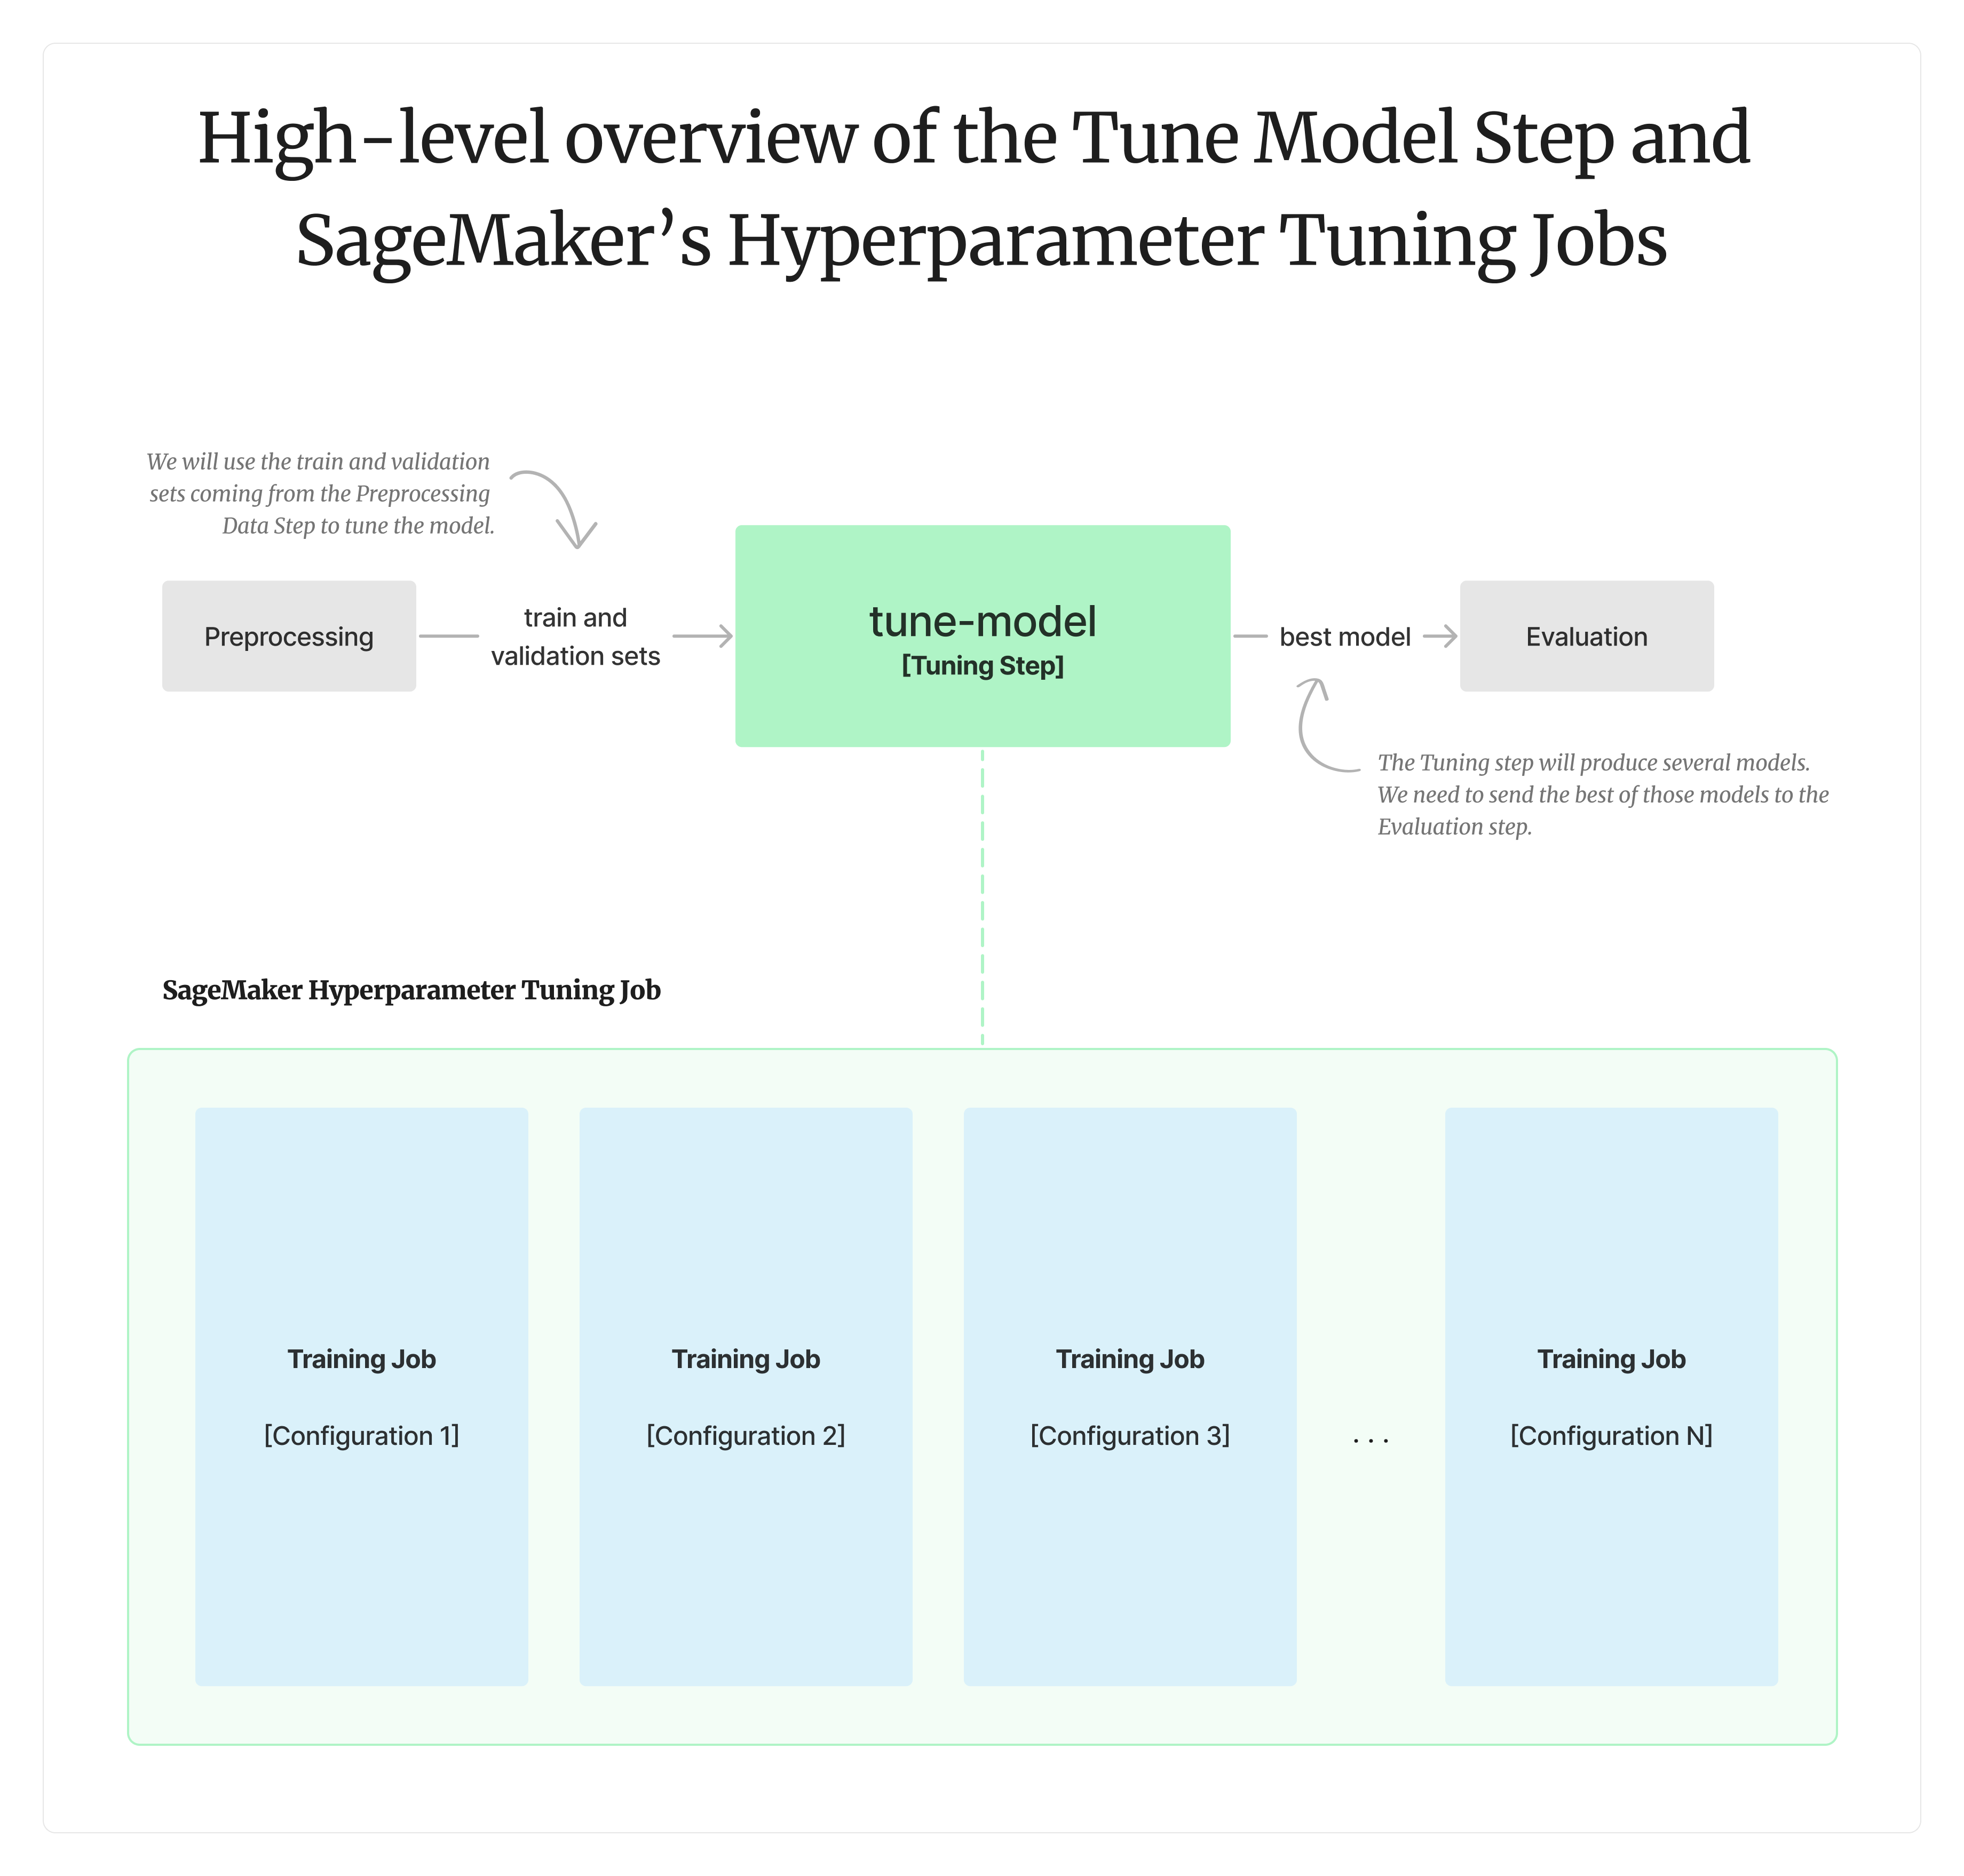 High-level overview of the Tune Model Step and
SageMaker’s Hyperparameter Tuning Jobs
We will use the train and validation
sets coming from the Preprocessing
Data Step to tune the model.
Preprocessing
train and
validation sets
tune-model
[Tuning Step]
best model
Evaluation
The Tuning step will produce several models.
We need to send the best of those models to the
Evaluation step.
SageMaker Hyperparameter Tuning Job
Training Job
[Configuration 1]
Training Job
[Configuration 2]
Training Job
[Configuration 3]
. . .
Training Job
[Configuration N]